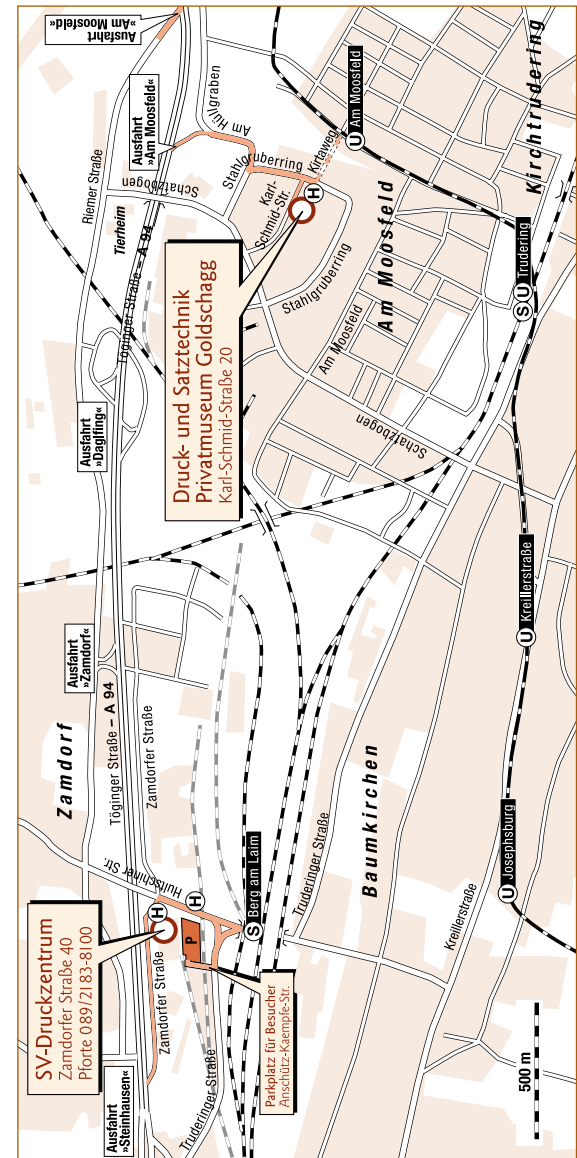 SV-Druckzentrum
Zamdorfer Straße 40
Pforte 089/2183-8100
Ausfahrt
»Steinhausen«
Zamdorfer Straße
Truderinger Straße
H
P
H
Hultschiner Str.
Parkplatz für Besucher
Anschütz-Kaempfe-Str.
S Berg am Laim
Zamdorf
Töginger Straße – A 94
Zamdorfer Straße
Ausfahrt
»Zamdorf«
Truderinger Straße
Baumkirchen
Kreillerstraße
U Josephsburg
500 m
U Kreillerstraße
Ausfahrt
»Daglfing«
Töginger Straße – A 94
Tierheim
Riemer Straße
Schatzbogen
Ausfahrt
»Am Moosfeld«
Ausfahrt
»Am Moosfeld«
Am Hüllgraben
Druck- und Satztechnik
Privatmuseum Goldschagg
Karl-Schmid-Straße 20
Stahlgruberring
Karl-
Schmid-Str.
H
Kirtaweg
U Am Moosfeld
Stahlgruberring
Am Moosfeld
Am Moosfeld
Schatzbogen
S U Trudering
Kirchtrudering